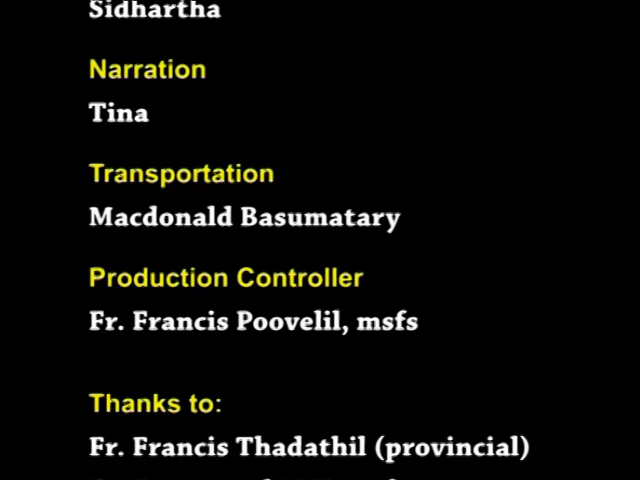 Sidhartha
Narration
Tina
Transportation
Macdonald Basumatary
Production Controller
Fr. Francis Poovelil, msfs
Thanks to:
Fr. Francis Thadathil (provincial)